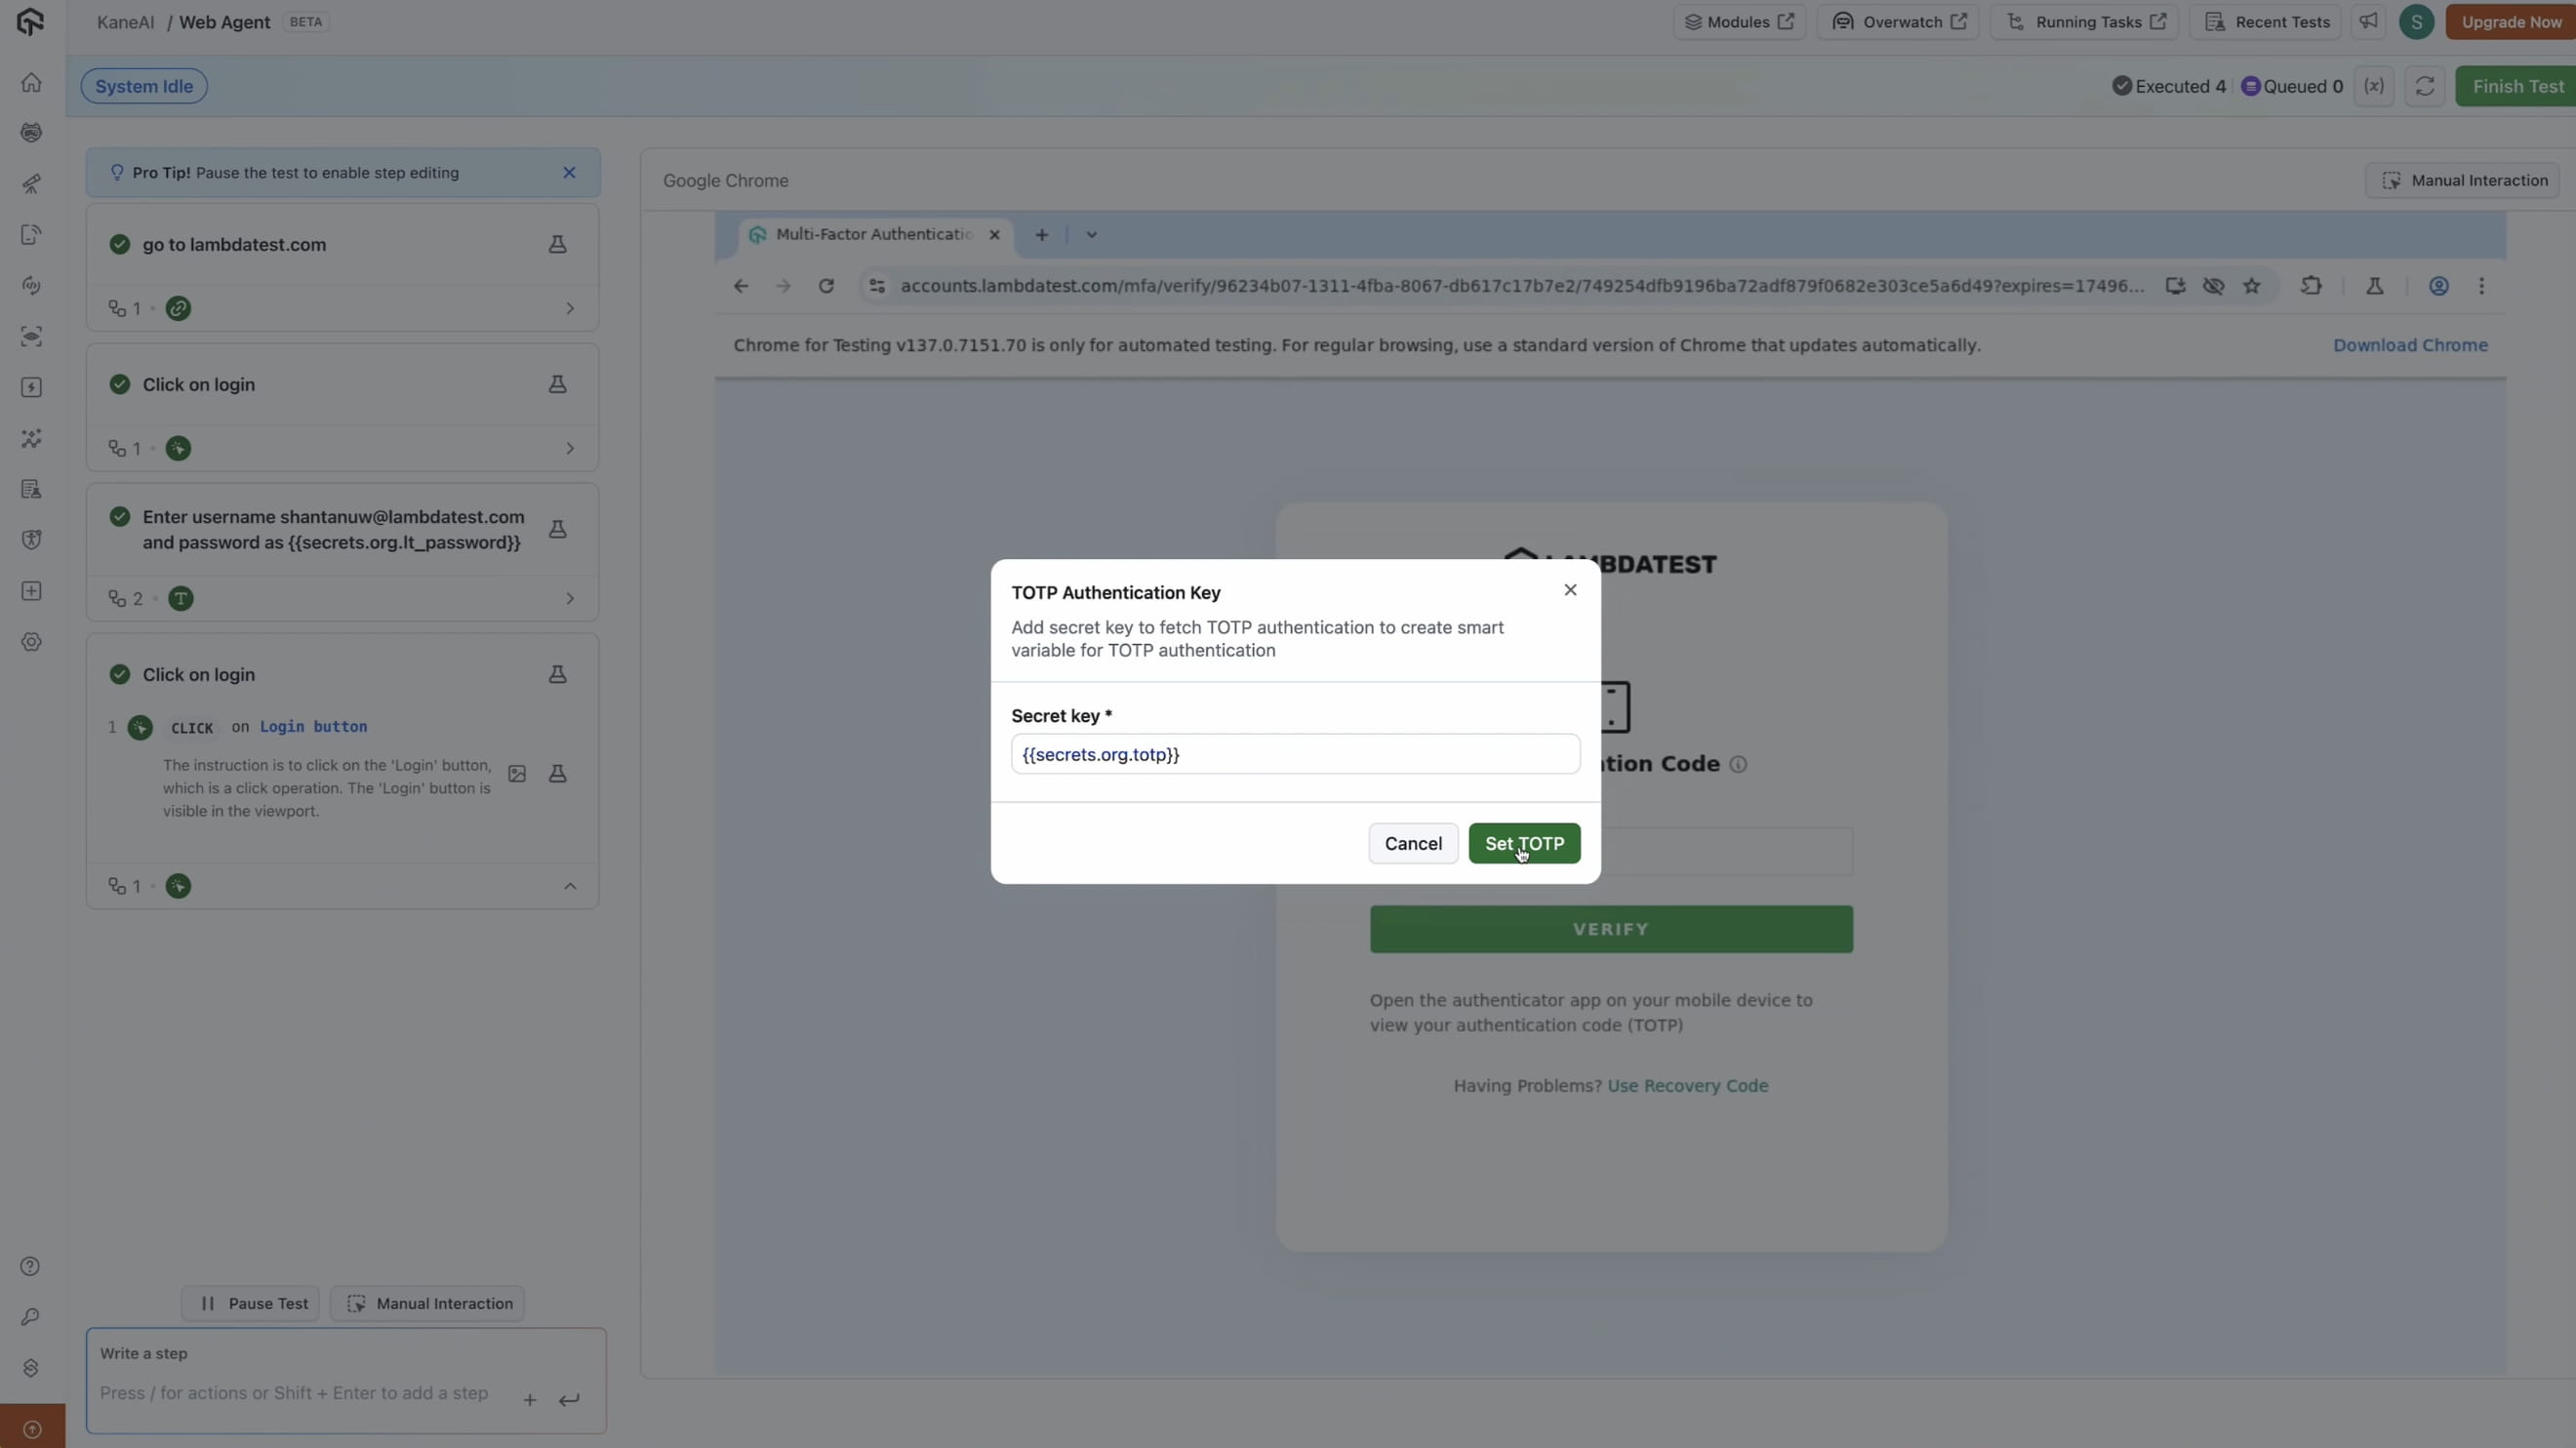 KaneAI / Web Agent BETA
Modules
Overwatch
Running Tasks
Recent Tests
S
Upgrade Now
System Idle
Executed 4
Queued 0
(x)
Finish Test
Pro Tip! Pause the test to enable step editing
go to lambdatest.com
1
Click on login
1
Enter username shantanuw@lambdatest.com
and password as {{secrets.org.lt_password}}
2
T
Click on login
1 CLICK on Login button
The instruction is to click on the 'Login' button,
which is a click operation. The 'Login' button is
visible in the viewport.
1
Pause Test
Manual Interaction
Write a step
Press / for actions or Shift + Enter to add a step
Google Chrome
Manual Interaction
Multi-Factor Authenticatio
accounts.lambdatest.com/mfa/verify/96234b07-1311-4fba-8067-db617c17b7e2/749254dfb9196ba72adf879f0682e303ce5a6d49?expires=17496...
Chrome for Testing v137.0.7151.70 is only for automated testing. For regular browsing, use a standard version of Chrome that updates automatically.
Download Chrome
LAMBDATEST
TOTP Authentication Key
Add secret key to fetch TOTP authentication to create smart
variable for TOTP authentication
Secret key *
{{secrets.org.totp}}
Cancel
Set TOTP
tion Code
VERIFY
Open the authenticator app on your mobile device to
view your authentication code (TOTP)
Having Problems? Use Recovery Code